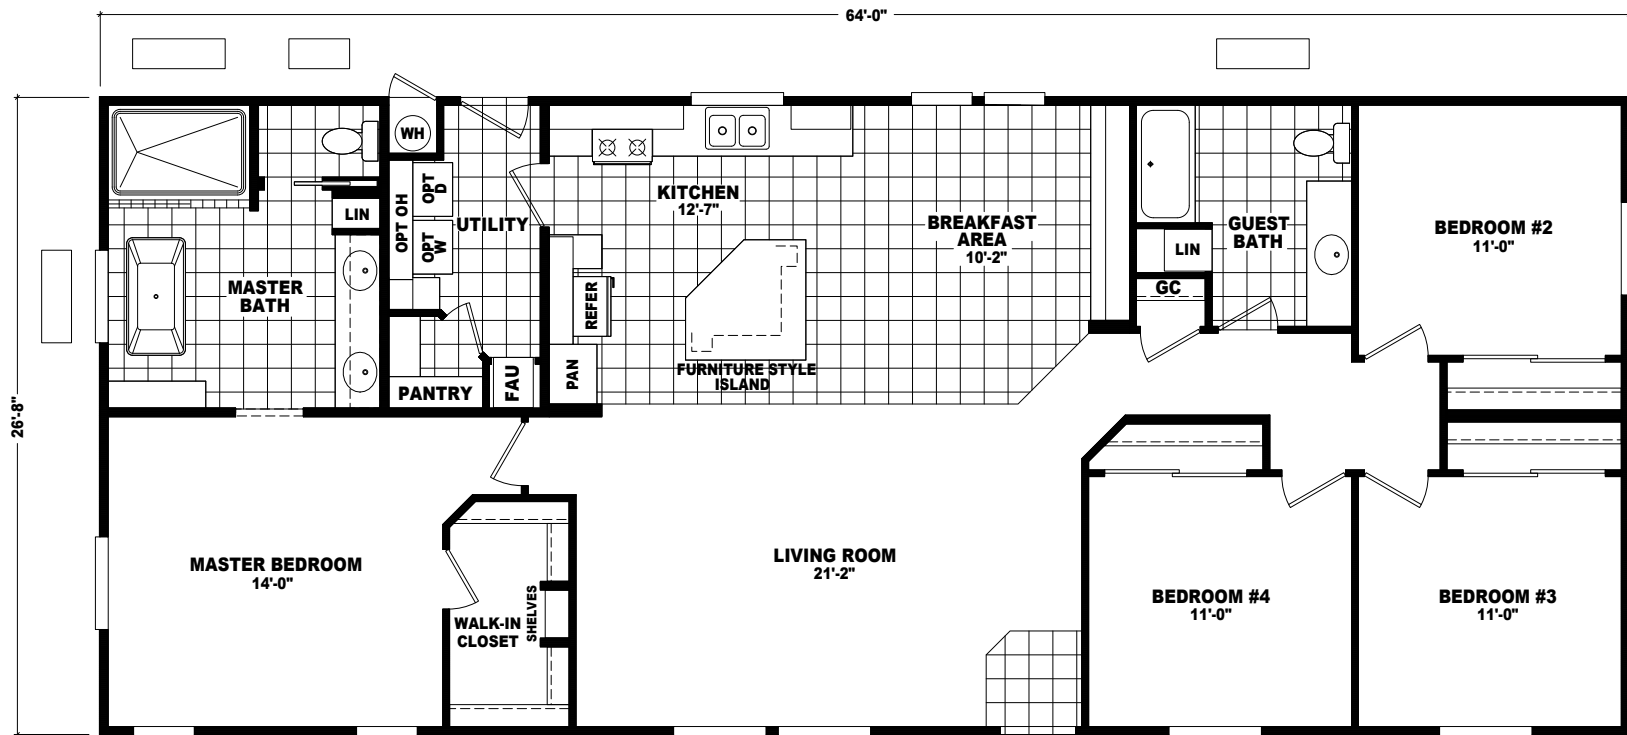 64'-0"
26'-8"
WH
OPT OH
OPT
D
OPT
W
UTILITY
LIN
MASTER
BATH
PANTRY
FAU
KITCHEN
12'-7"
REFER
PAN
FURNITURE STYLE
ISLAND
BREAKFAST
AREA
10'-2"
GUEST
BATH
LIN
GC
BEDROOM #2
11'-0"
MASTER BEDROOM
14'-0"
WALK-IN
CLOSET
SHELVES
LIVING ROOM
21'-2"
BEDROOM #4
11'-0"
BEDROOM #3
11'-0"